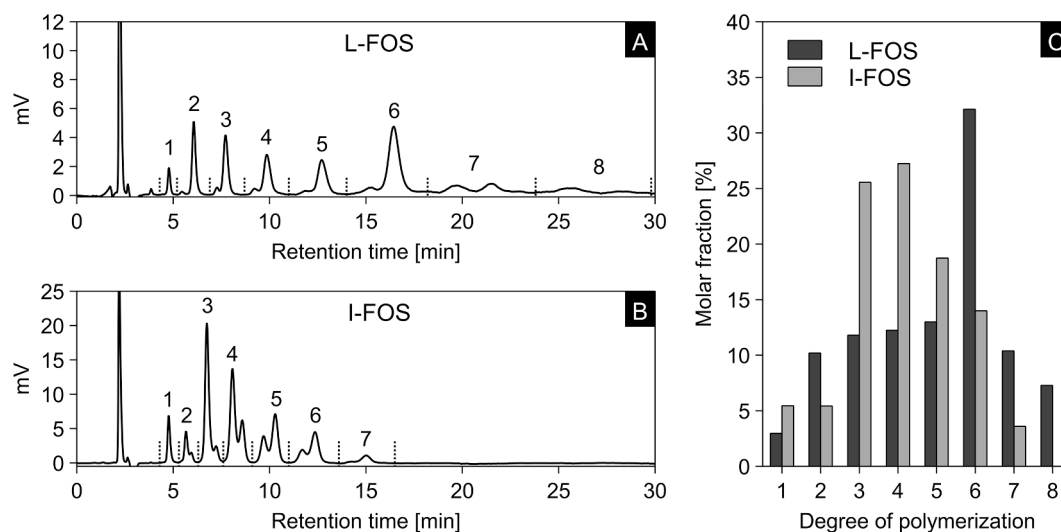 A
L-FOS
mV
12
10
8
6
4
2
0
1 2 3 4 5 6 7 8
0 5 10 15 20 25 30
Retention time [min]
B
I-FOS
mV
25
20
15
10
5
0
1 2 3 4 5 6 7
0 5 10 15 20 25 30
Retention time [min]
C
L-FOS
I-FOS
Molar fraction [%]
40
35
30
25
20
15
10
5
0
1 2 3 4 5 6 7 8
Degree of polymerization